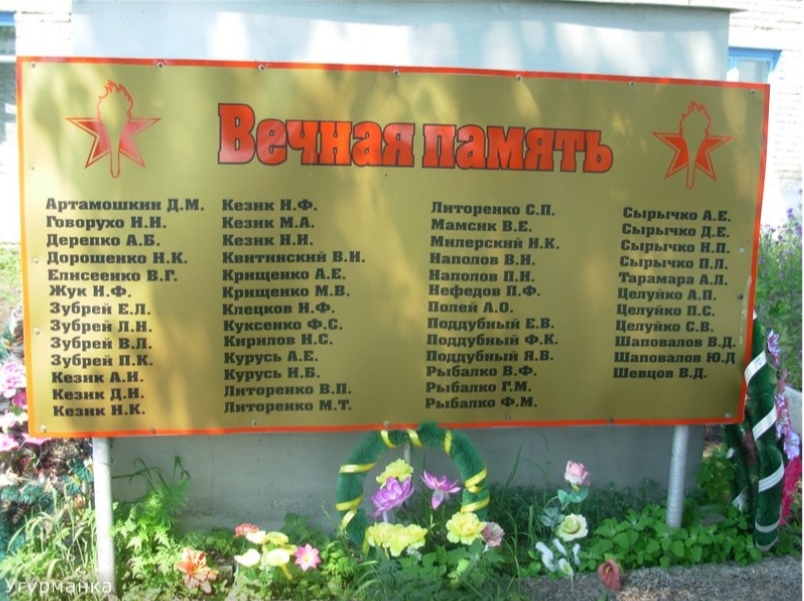 Вечная память
Артамошкин Д.М.
Говорухо Н.Н.
Дерепко А.Б.
Дорошенко Н.К.
Елисеенко В.Г.
Жук И.Ф.
Зубрей Е.Л.
Зубрей Л.Н.
Зубрей В.Л.
Зубрей П.К.
Кезик А.Н.
Кезик Д.Н.
Кезик И.К.
Кезик Н.Ф.
Кезик М.А.
Кезик Н.Н.
Квитинский В.Н.
Крищенко А.Е.
Крищенко М.В.
Клецков Н.Ф.
Куксенко Ф.С.
Кирилов Н.С.
Курусь А.Е.
Курусь Н.Б.
Литоренко В.П.
Литоренко М.Т.
Литоренко С.П.
Мамсик В.Е.
Милерский Н.К.
Наполов В.Н.
Наполов П.Н.
Нефедов П.Ф.
Полей А.О.
Поддубный Е.В.
Поддубный Ф.К.
Поддубный Я.В.
Рыбалко В.Ф.
Рыбалко Г.М.
Рыбалко Ф.М.
Сырычко А.Е.
Сырычко Д.Е.
Сырычко Н.П.
Сырычко П.Л.
Тарамара А.Л.
Целуйко А.П.
Целуйко П.С.
Целуйко С.В.
Шаповалов В.Д.
Шаповалов Ю.Д
Шевцов В.Д.
Угурманка